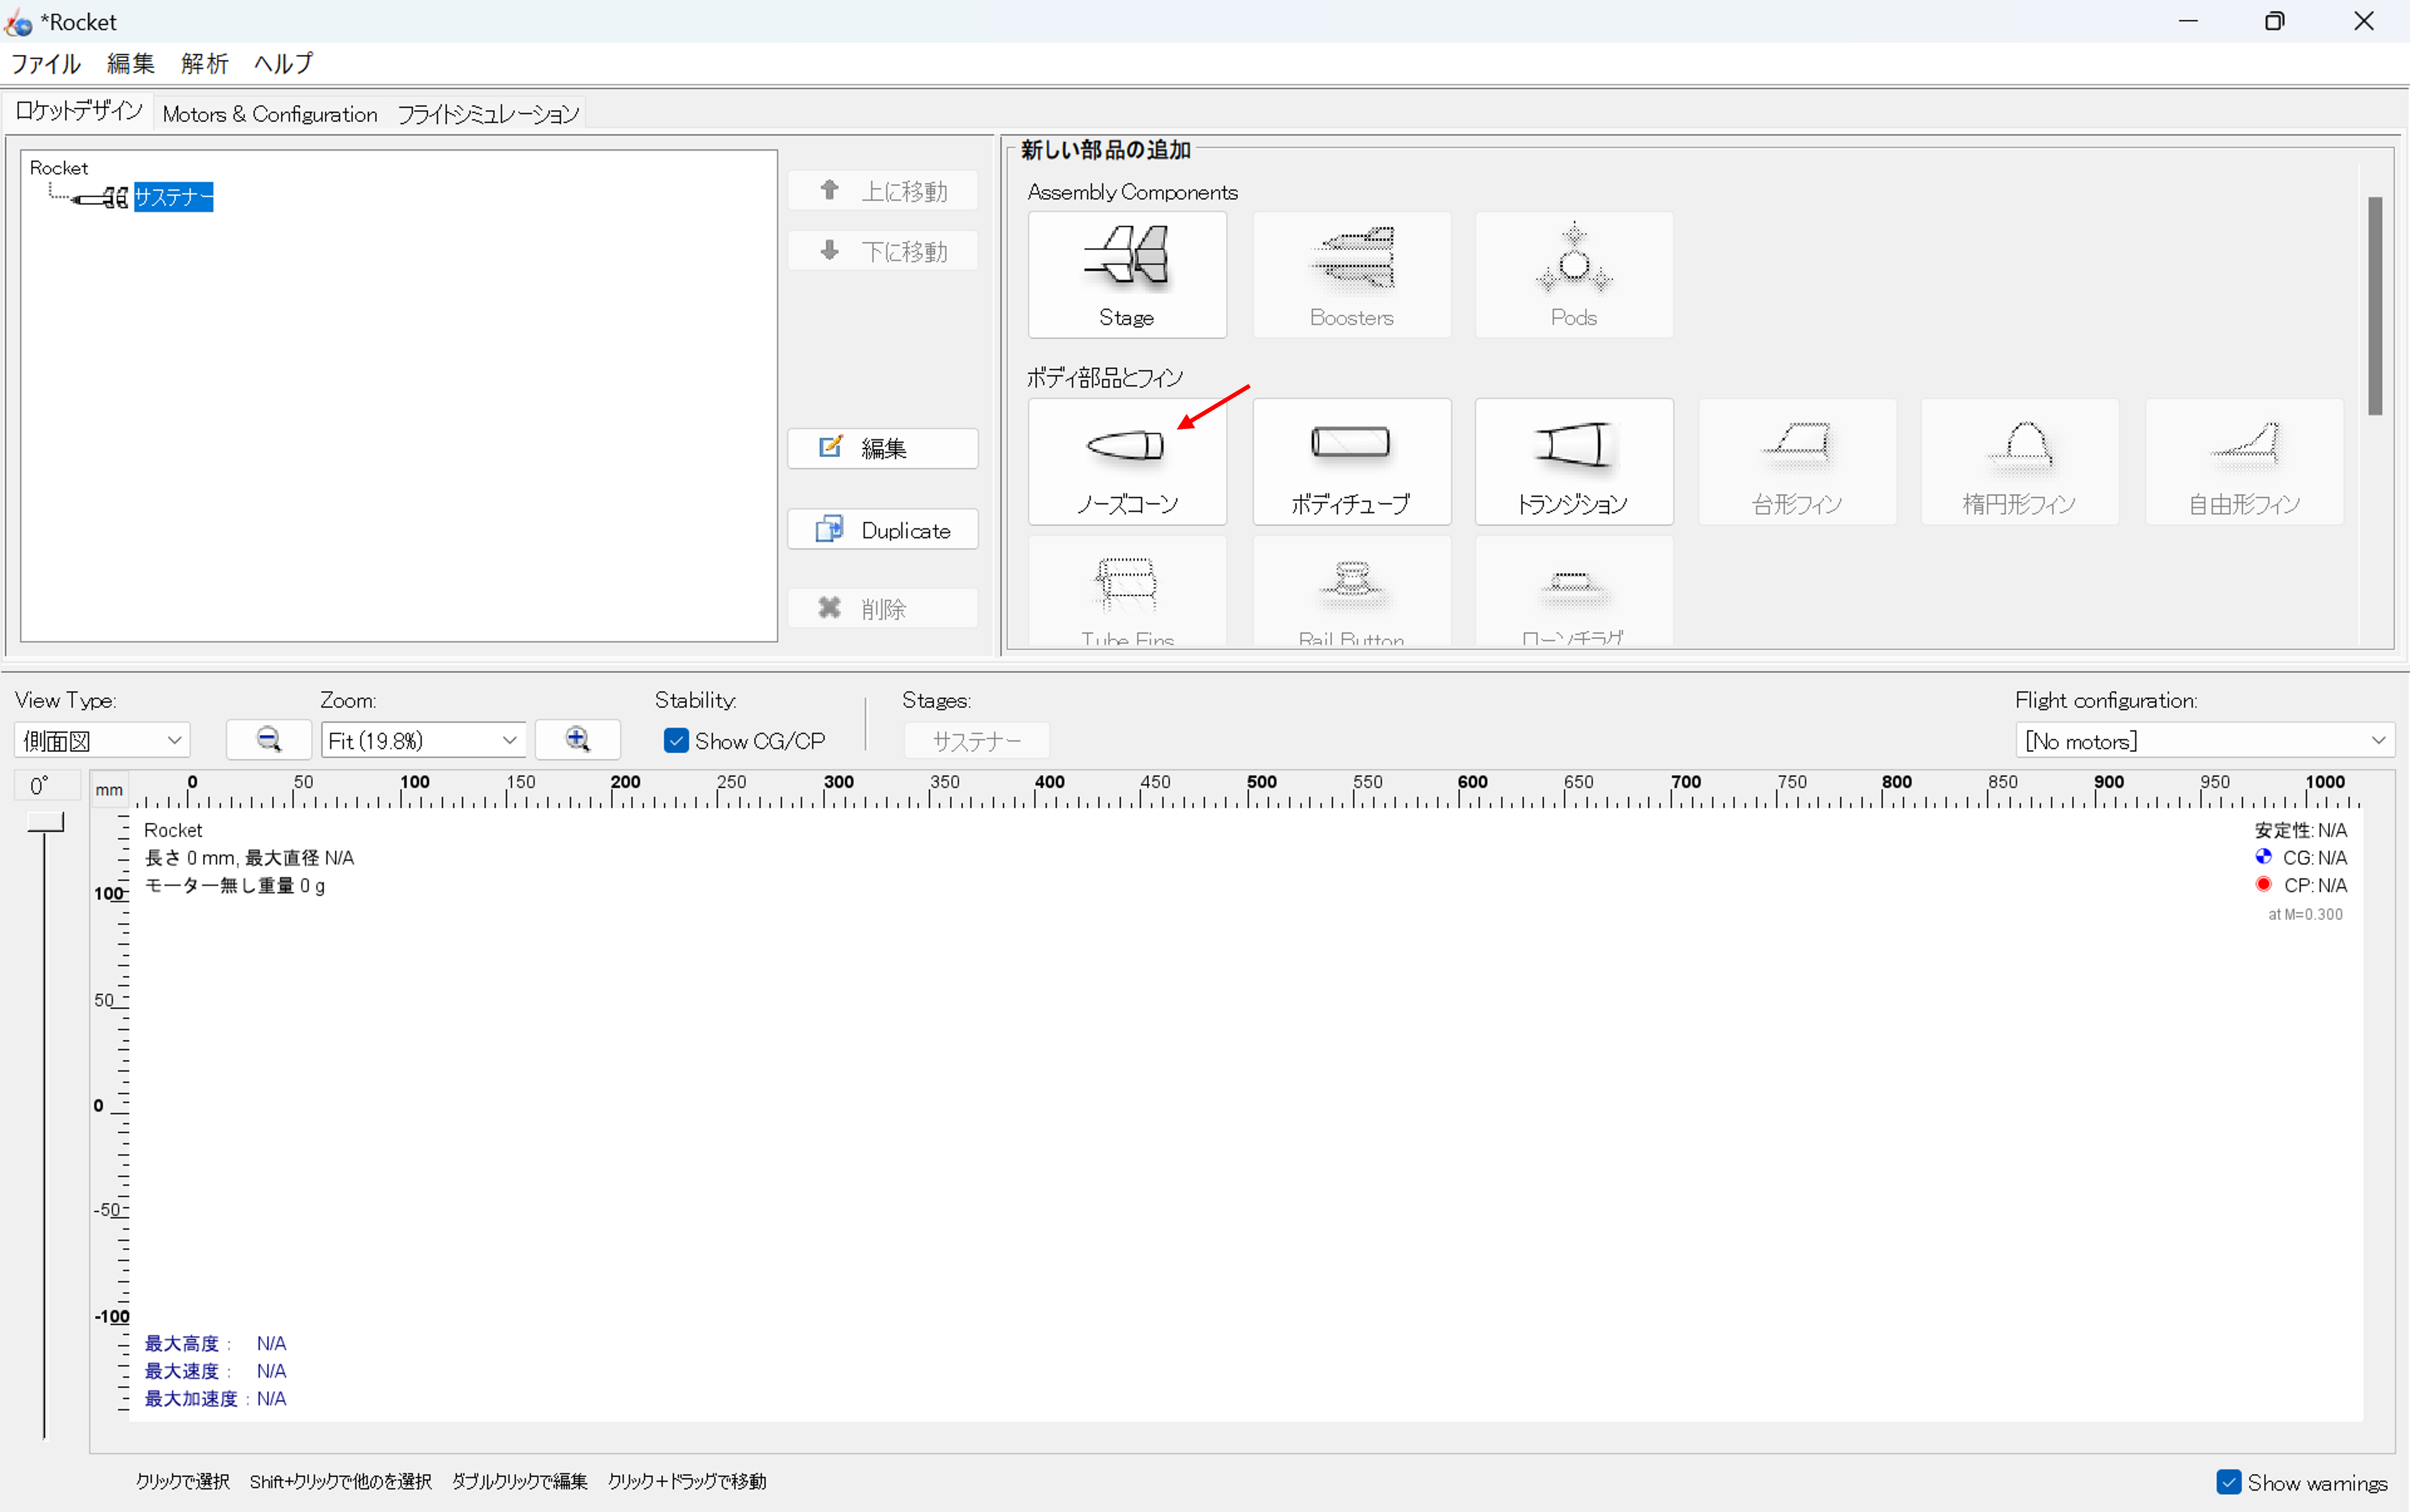 *Rocket
ファイル 編集 解析 ヘルプ
ロケットデザイン Motors & Configuration フライトシミュレーション
Rocket
サステナー
上に移動
下に移動
編集
Duplicate
削除
新しい部品の追加
Assembly Components
Stage Boosters Pods
ボディ部品とフィン
ノーズコーン ボディチューブ トランジション 台形フィン 楕円形フィン 自由形フィン
Tube Fins Rail Button ローンチラグ
View Type: Zoom: Stability: Stages: Flight configuration:
側面図 Fit (19.8%) Show CG/CP サステナー [No motors]
0° mm 0 50 100 150 200 250 300 350 400 450 500 550 600 650 700 750 800 850 900 950 1000
Rocket
長さ 0 mm, 最大直径 N/A
モーター無し重量 0 g
安定性: N/A
CG: N/A
CP: N/A
at M=0.300
100
50
0
-50
-100
最大高度 : N/A
最大速度 : N/A
最大加速度 : N/A
クリックで選択 Shift+クリックで他のを選択 ダブルクリックで編集 クリック+ドラッグで移動
Show warnings